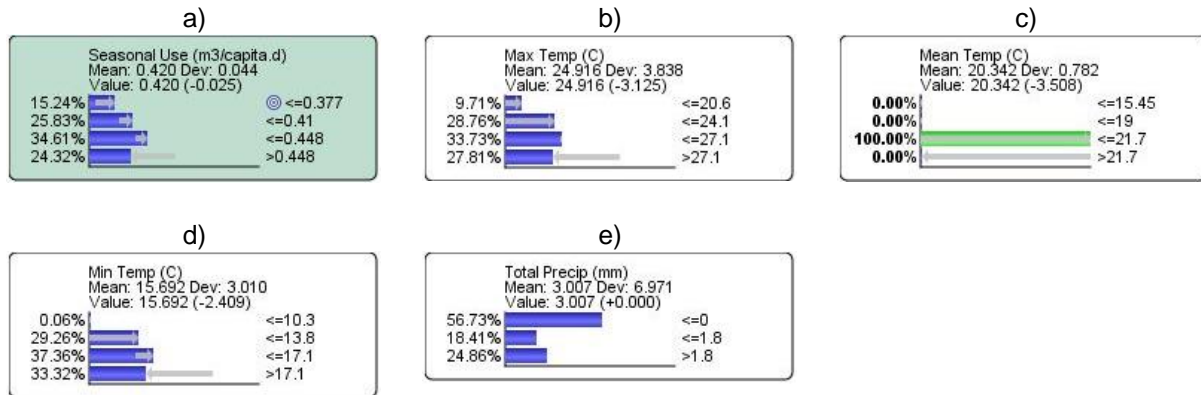 a)
Seasonal Use (m3/capita.d)
Mean: 0.420 Dev: 0.044
Value: 0.420 (-0.025)
15.24% <=0.377
25.83% <=0.41
34.61% <=0.448
24.32% >0.448
b)
Max Temp (C)
Mean: 24.916 Dev: 3.838
Value: 24.916 (-3.125)
9.71% <=20.6
28.76% <=24.1
33.73% <=27.1
27.81% >27.1
c)
Mean Temp (C)
Mean: 20.342 Dev: 0.782
Value: 20.342 (-3.508)
0.00% <=15.45
0.00% <=19
100.00% <=21.7
0.00% >21.7
d)
Min Temp (C)
Mean: 15.692 Dev: 3.010
Value: 15.692 (-2.409)
0.06% <=10.3
29.26% <=13.8
37.36% <=17.1
33.32% >17.1
e)
Total Precip (mm)
Mean: 3.007 Dev: 6.971
Value: 3.007 (+0.000)
56.73% <=0
18.41% <=1.8
24.86% >1.8